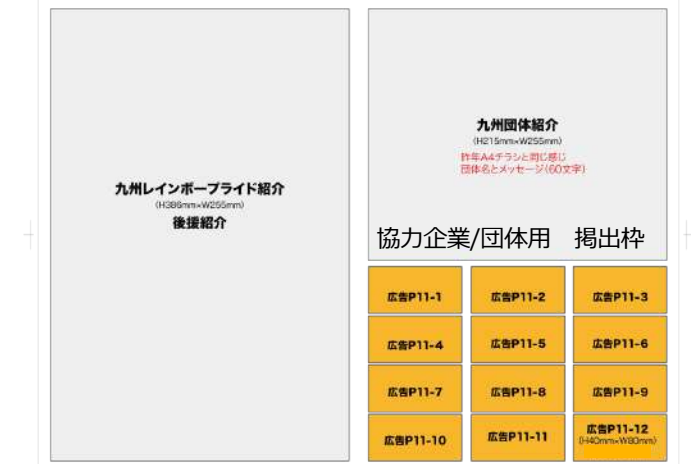 九州レインボープライド紹介
(H386mm×W255mm)
後援紹介
九州団体紹介
(H215mm×W255mm)
昨年A4チラシと同じ感じ
団体名とメッセージ(60文字)
協力企業/団体用 掲出枠
広告P11-1
広告P11-2
広告P11-3
広告P11-4
広告P11-5
広告P11-6
広告P11-7
広告P11-8
広告P11-9
広告P11-10
広告P11-11
広告P11-12
(H40mm×W80mm)